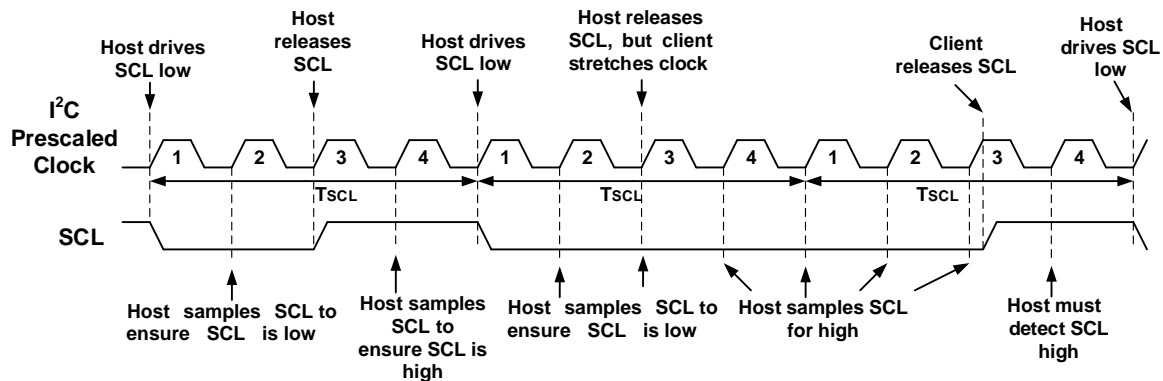 Host drives
SCL low
Host
releases
SCL
Host drives
SCL low
Host releases
SCL, but client
stretches clock
Client
releases SCL
Host
drives SCL
low
I²C
Prescaled
Clock
1 2 3 4 1 2 3 4 1 2 3 4
TSCL TSCL TSCL
SCL
Host samples SCL to
ensure SCL is low
Host samples
SCL to
ensure SCL is
high
Host samples SCL to
ensure SCL is low
Host samples SCL
for high
Host must
detect SCL
high